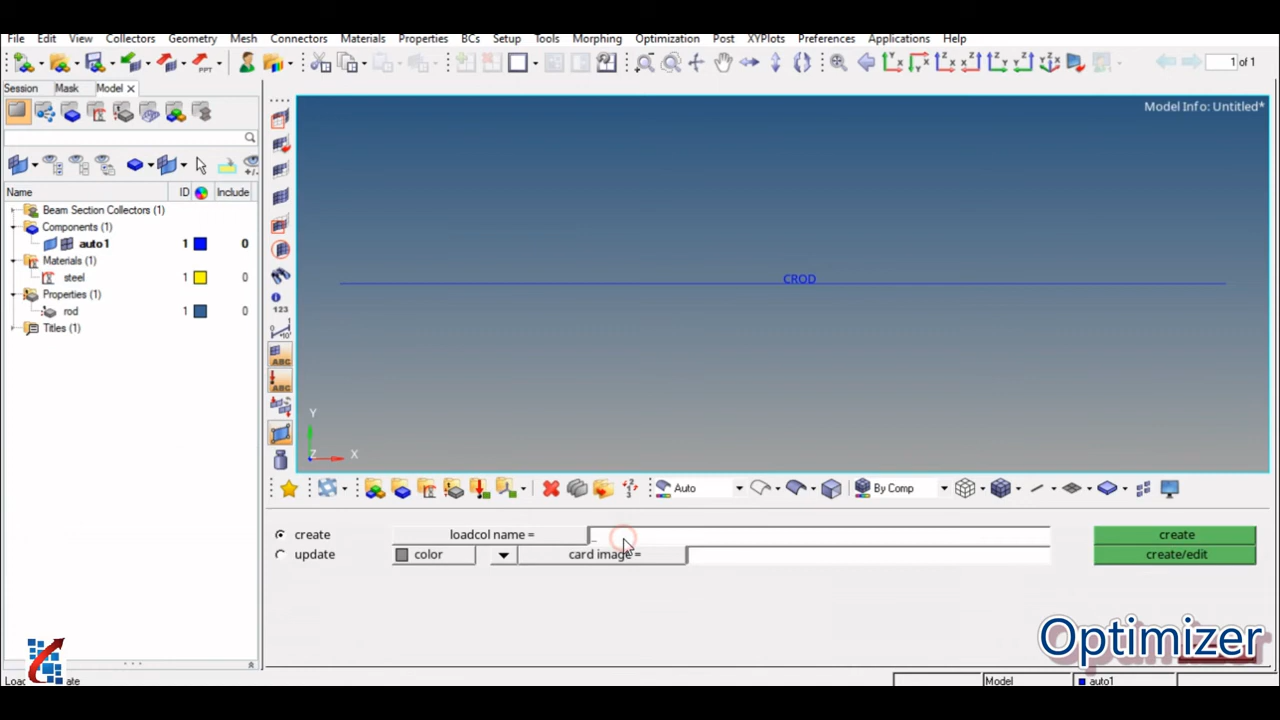 File Edit View Collectors Geometry Mesh Connectors Materials Properties BCs Setup Tools Morphing Optimization Post XYPlots Preferences Applications Help
1 of 1
Session Mask Model
Model Info: Untitled*
Name ID Include
Beam Section Collectors (1)
Components (1)
auto1 1 0
Materials (1)
steel 1 0
Properties (1)
rod 1 0
Titles (1)
123
ABC
ABC
CROD
Y
Z X
Auto By Comp
create loadcol name = create
update color card image = create/edit
Optimizer
Model auto1